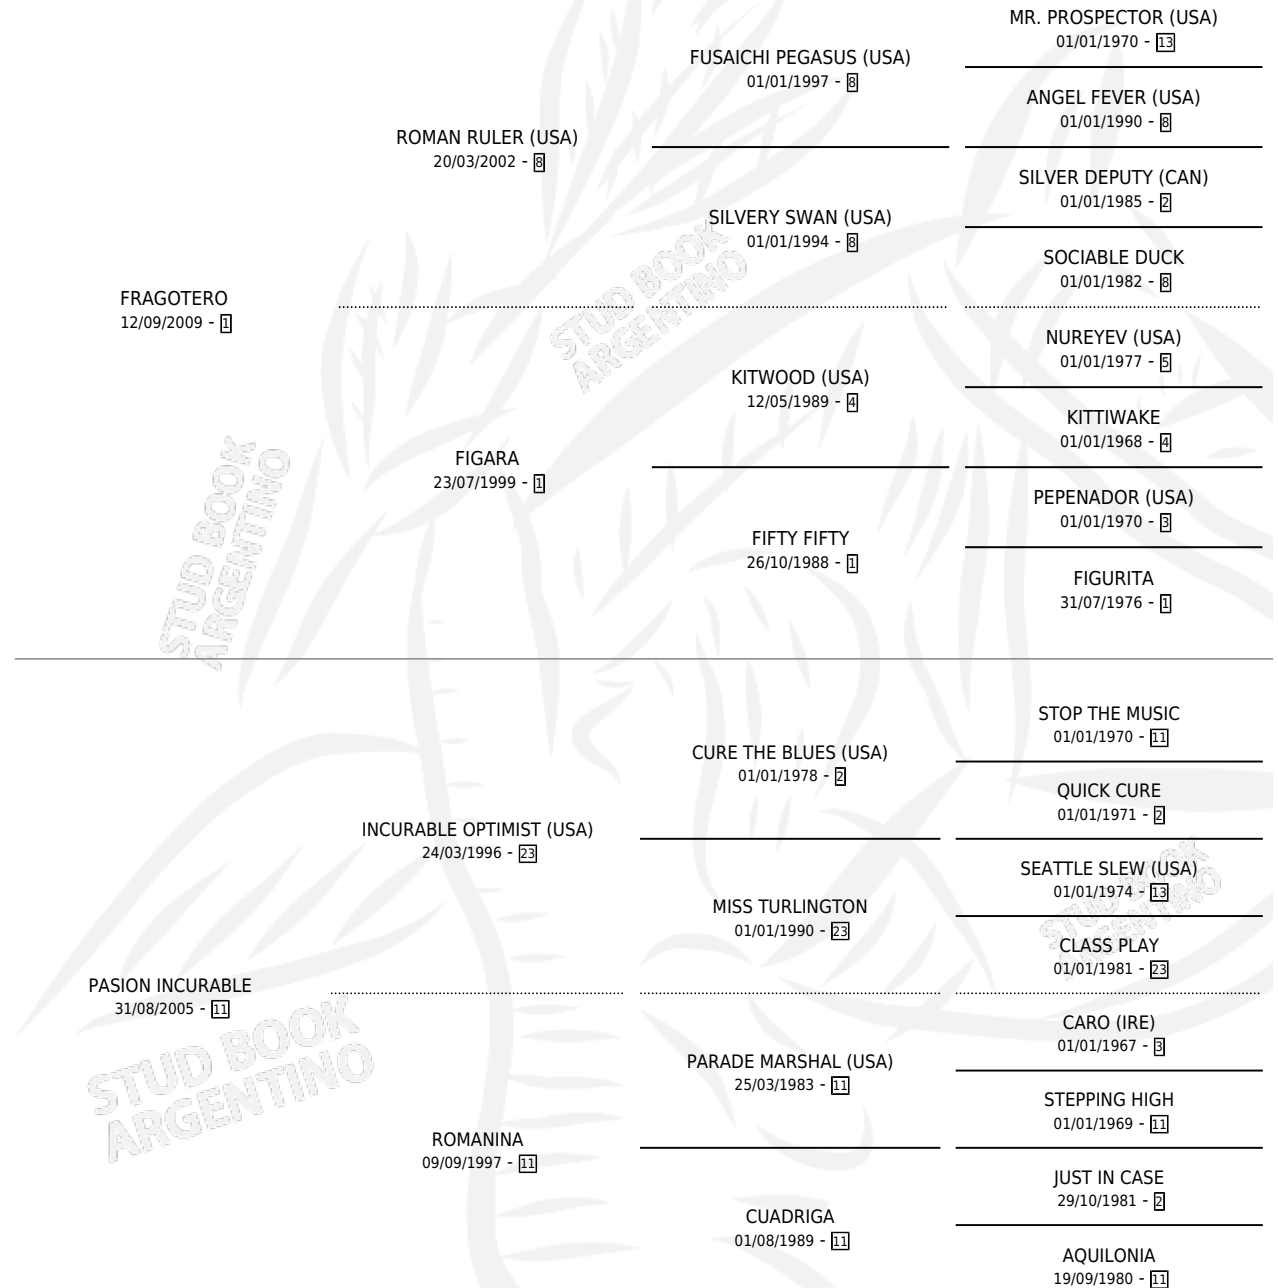 MR. PROSPECTOR (USA)
01/01/1970 - 13
FUSAICHI PEGASUS (USA)
01/01/1997 - 8
ANGEL FEVER (USA)
01/01/1990 - 8
ROMAN RULER (USA)
20/03/2002 - 8
SILVER DEPUTY (CAN)
01/01/1985 - 2
SILVERY SWAN (USA)
01/01/1994 - 8
SOCIABLE DUCK
01/01/1982 - 8
STUD BOOK
ARGENTINO
FRAGOTERO
12/09/2009 - 1
NUREYEV (USA)
01/01/1977 - 5
KITWOOD (USA)
12/05/1989 - 4
KITTIWAKE
01/01/1968 - 4
FIGARA
23/07/1999 - 1
PEPENADOR (USA)
01/01/1970 - 3
FIFTY FIFTY
26/10/1988 - 1
FIGURITA
31/07/1976 - 1
STUD BOOK
ARGENTINO
STOP THE MUSIC
01/01/1970 - 11
CURE THE BLUES (USA)
01/01/1978 - 2
QUICK CURE
01/01/1971 - 2
INCURABLE OPTIMIST (USA)
24/03/1996 - 23
SEATTLE SLEW (USA)
01/01/1974 - 13
MISS TURLINGTON
01/01/1990 - 23
STUD BOOK
ARGENTINO
CLASS PLAY
01/01/1981 - 23
PASION INCURABLE
31/08/2005 - 11
STUD BOOK
ARGENTINO
CARO (IRE)
01/01/1967 - 3
PARADE MARSHAL (USA)
25/03/1983 - 11
STEPPING HIGH
01/01/1969 - 11
ROMANINA
09/09/1997 - 11
JUST IN CASE
29/10/1981 - 2
CUADRIGA
01/08/1989 - 11
AQUILONIA
19/09/1980 - 11